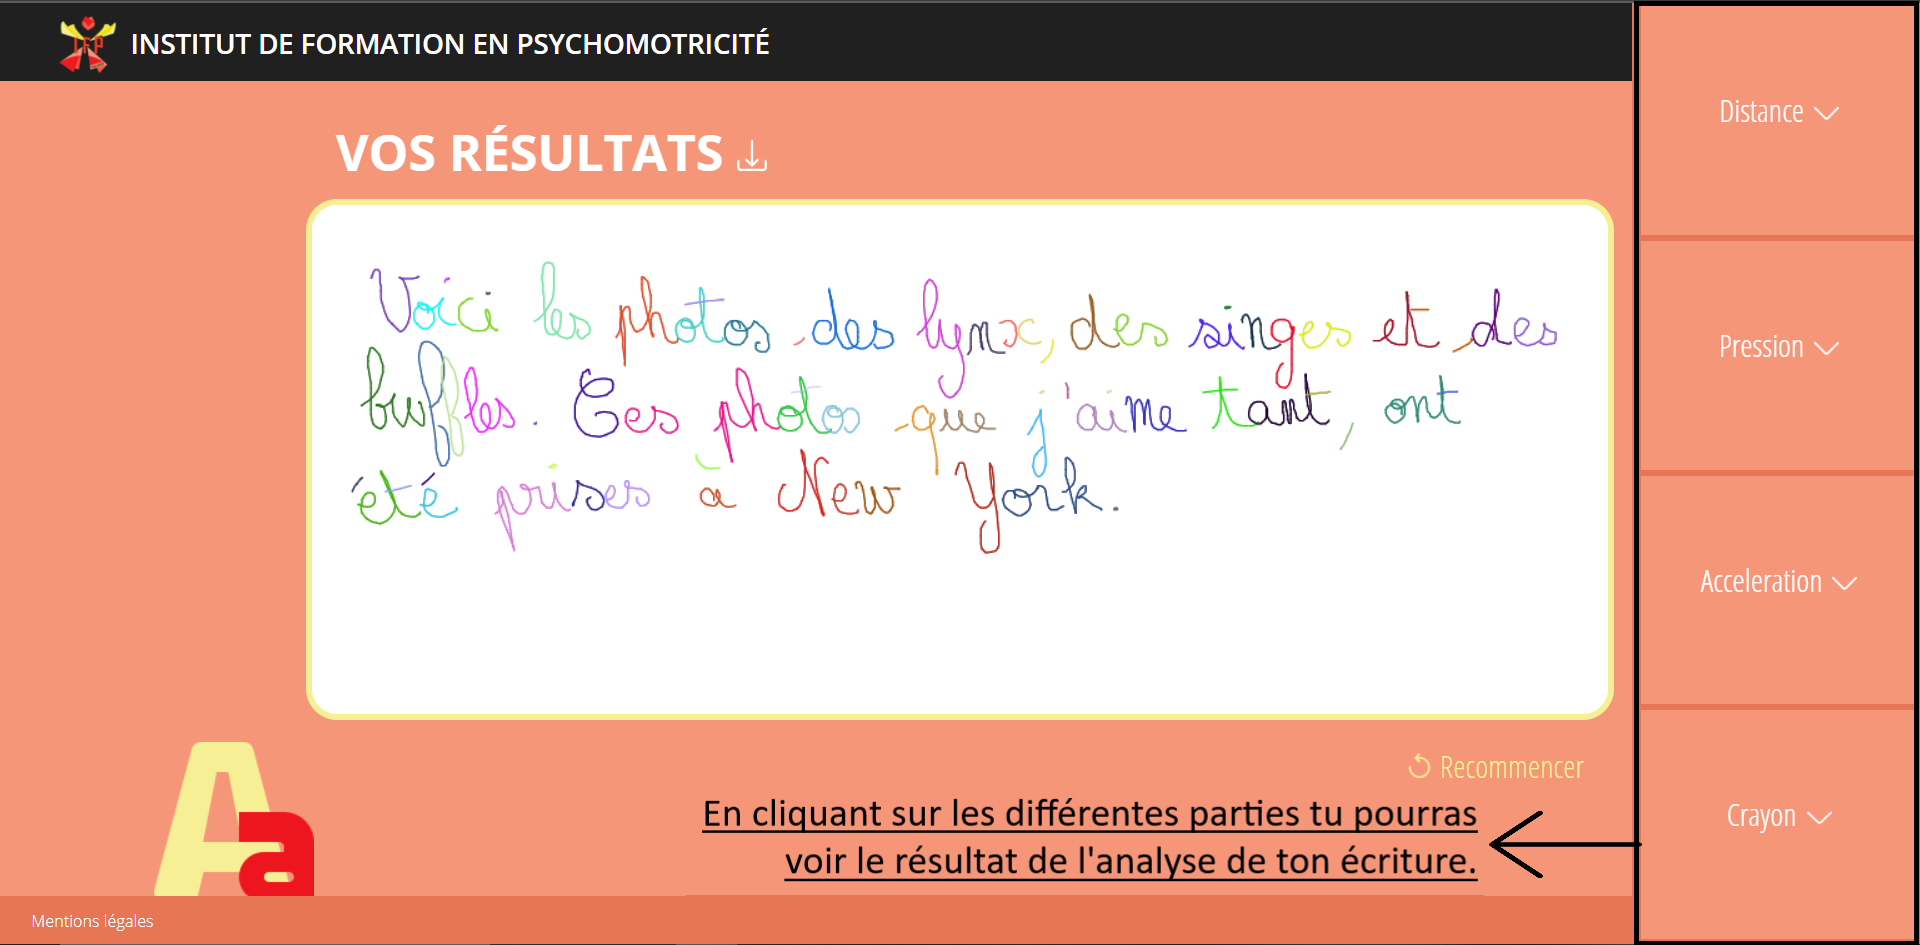 INSTITUT DE FORMATION EN PSYCHOMOTRICITÉ
VOS RÉSULTATS
Voici les photos des lynx, des singes et des
buffles. Ces photos que j'aime tant, ont
été prises à New York.
Recommencer
En cliquant sur les différentes parties tu pourras
voir le résultat de l'analyse de ton écriture.
Aa
Mentions légales
Distance
Pression
Acceleration
Crayon